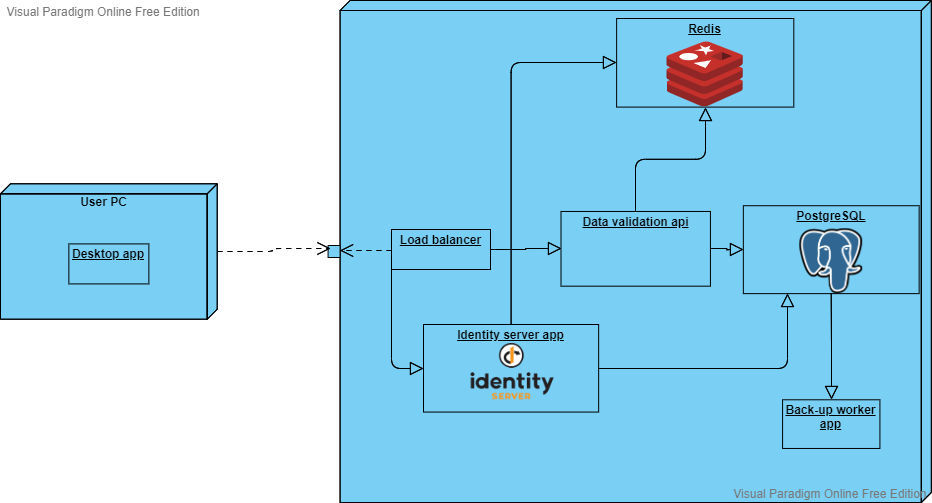 Visual Paradigm Online Free Edition
Redis
User PC
Desktop app
Load balancer
Data validation api
PostgreSQL
Identity server app
identity
SERVER
Back-up worker
app
Visual Paradigm Online Free Edition